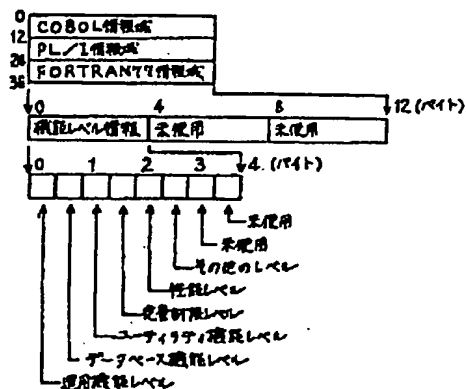 0
COBOL情報域
12
PL/I情報域
24
FORTRAN77情報域
36
0 4 8 12(バイト)
機能レベル情報 未使用 未使用
0 1 2 3 4.(バイト)
未使用
未使用
その他のレベル
性能レベル
定量制限レベル
ユーティリティ機能レベル
データベース機能レベル
運用機能レベル